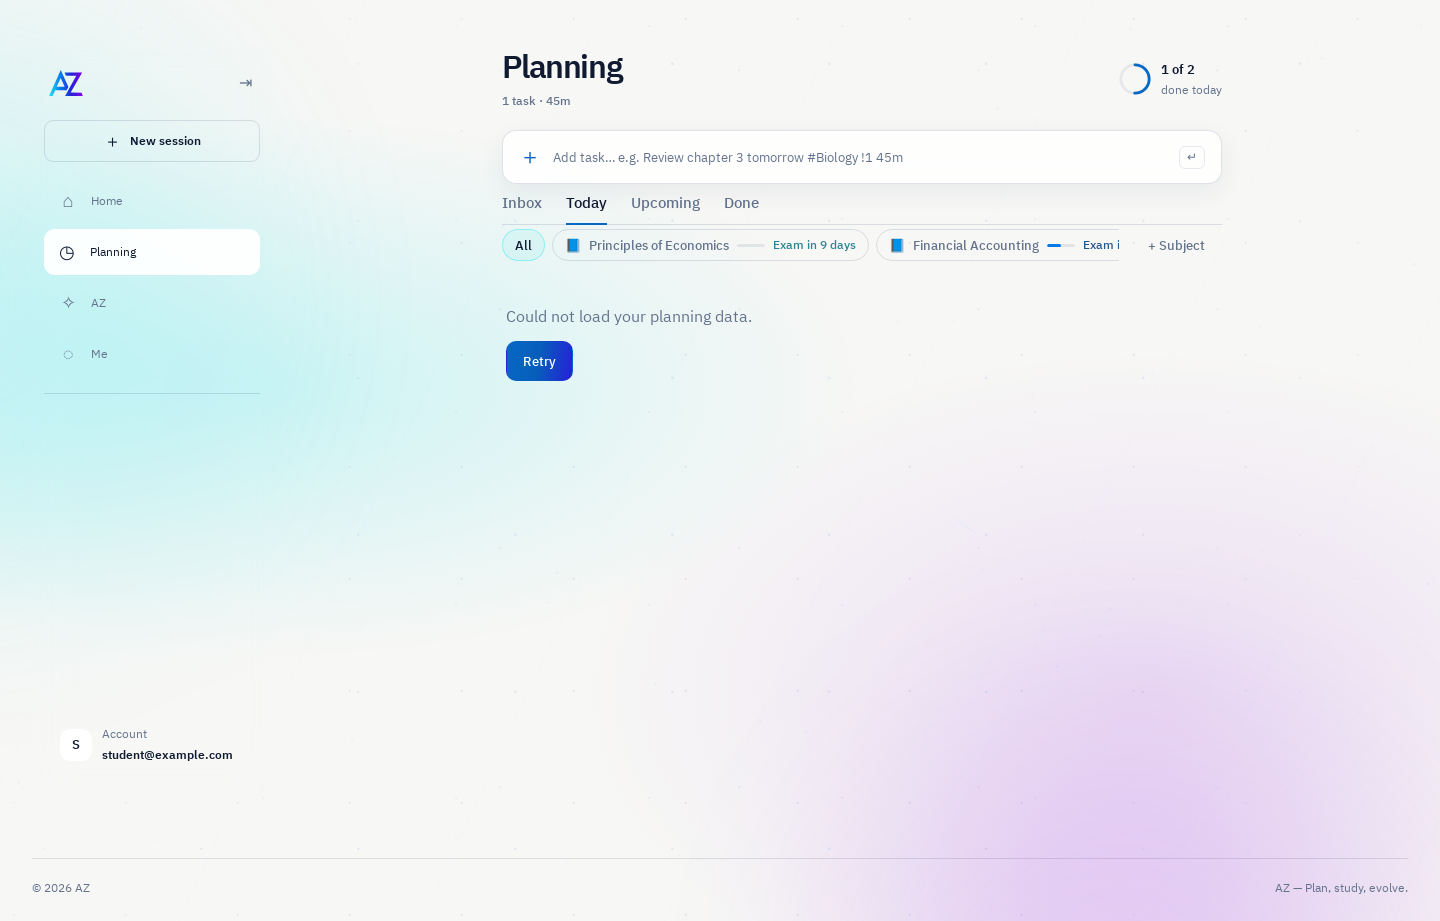 AZ
⇥
+ New session
Home
Planning
AZ
Me
Account
S
student@example.com
Planning
1 task · 45m
1 of 2
done today
+ Add task... e.g. Review chapter 3 tomorrow #Biology !1 45m ↵
Inbox Today Upcoming Done
All Principles of Economics Exam in 9 days Financial Accounting Exam i + Subject
Could not load your planning data.
Retry
© 2026 AZ
AZ — Plan, study, evolve.